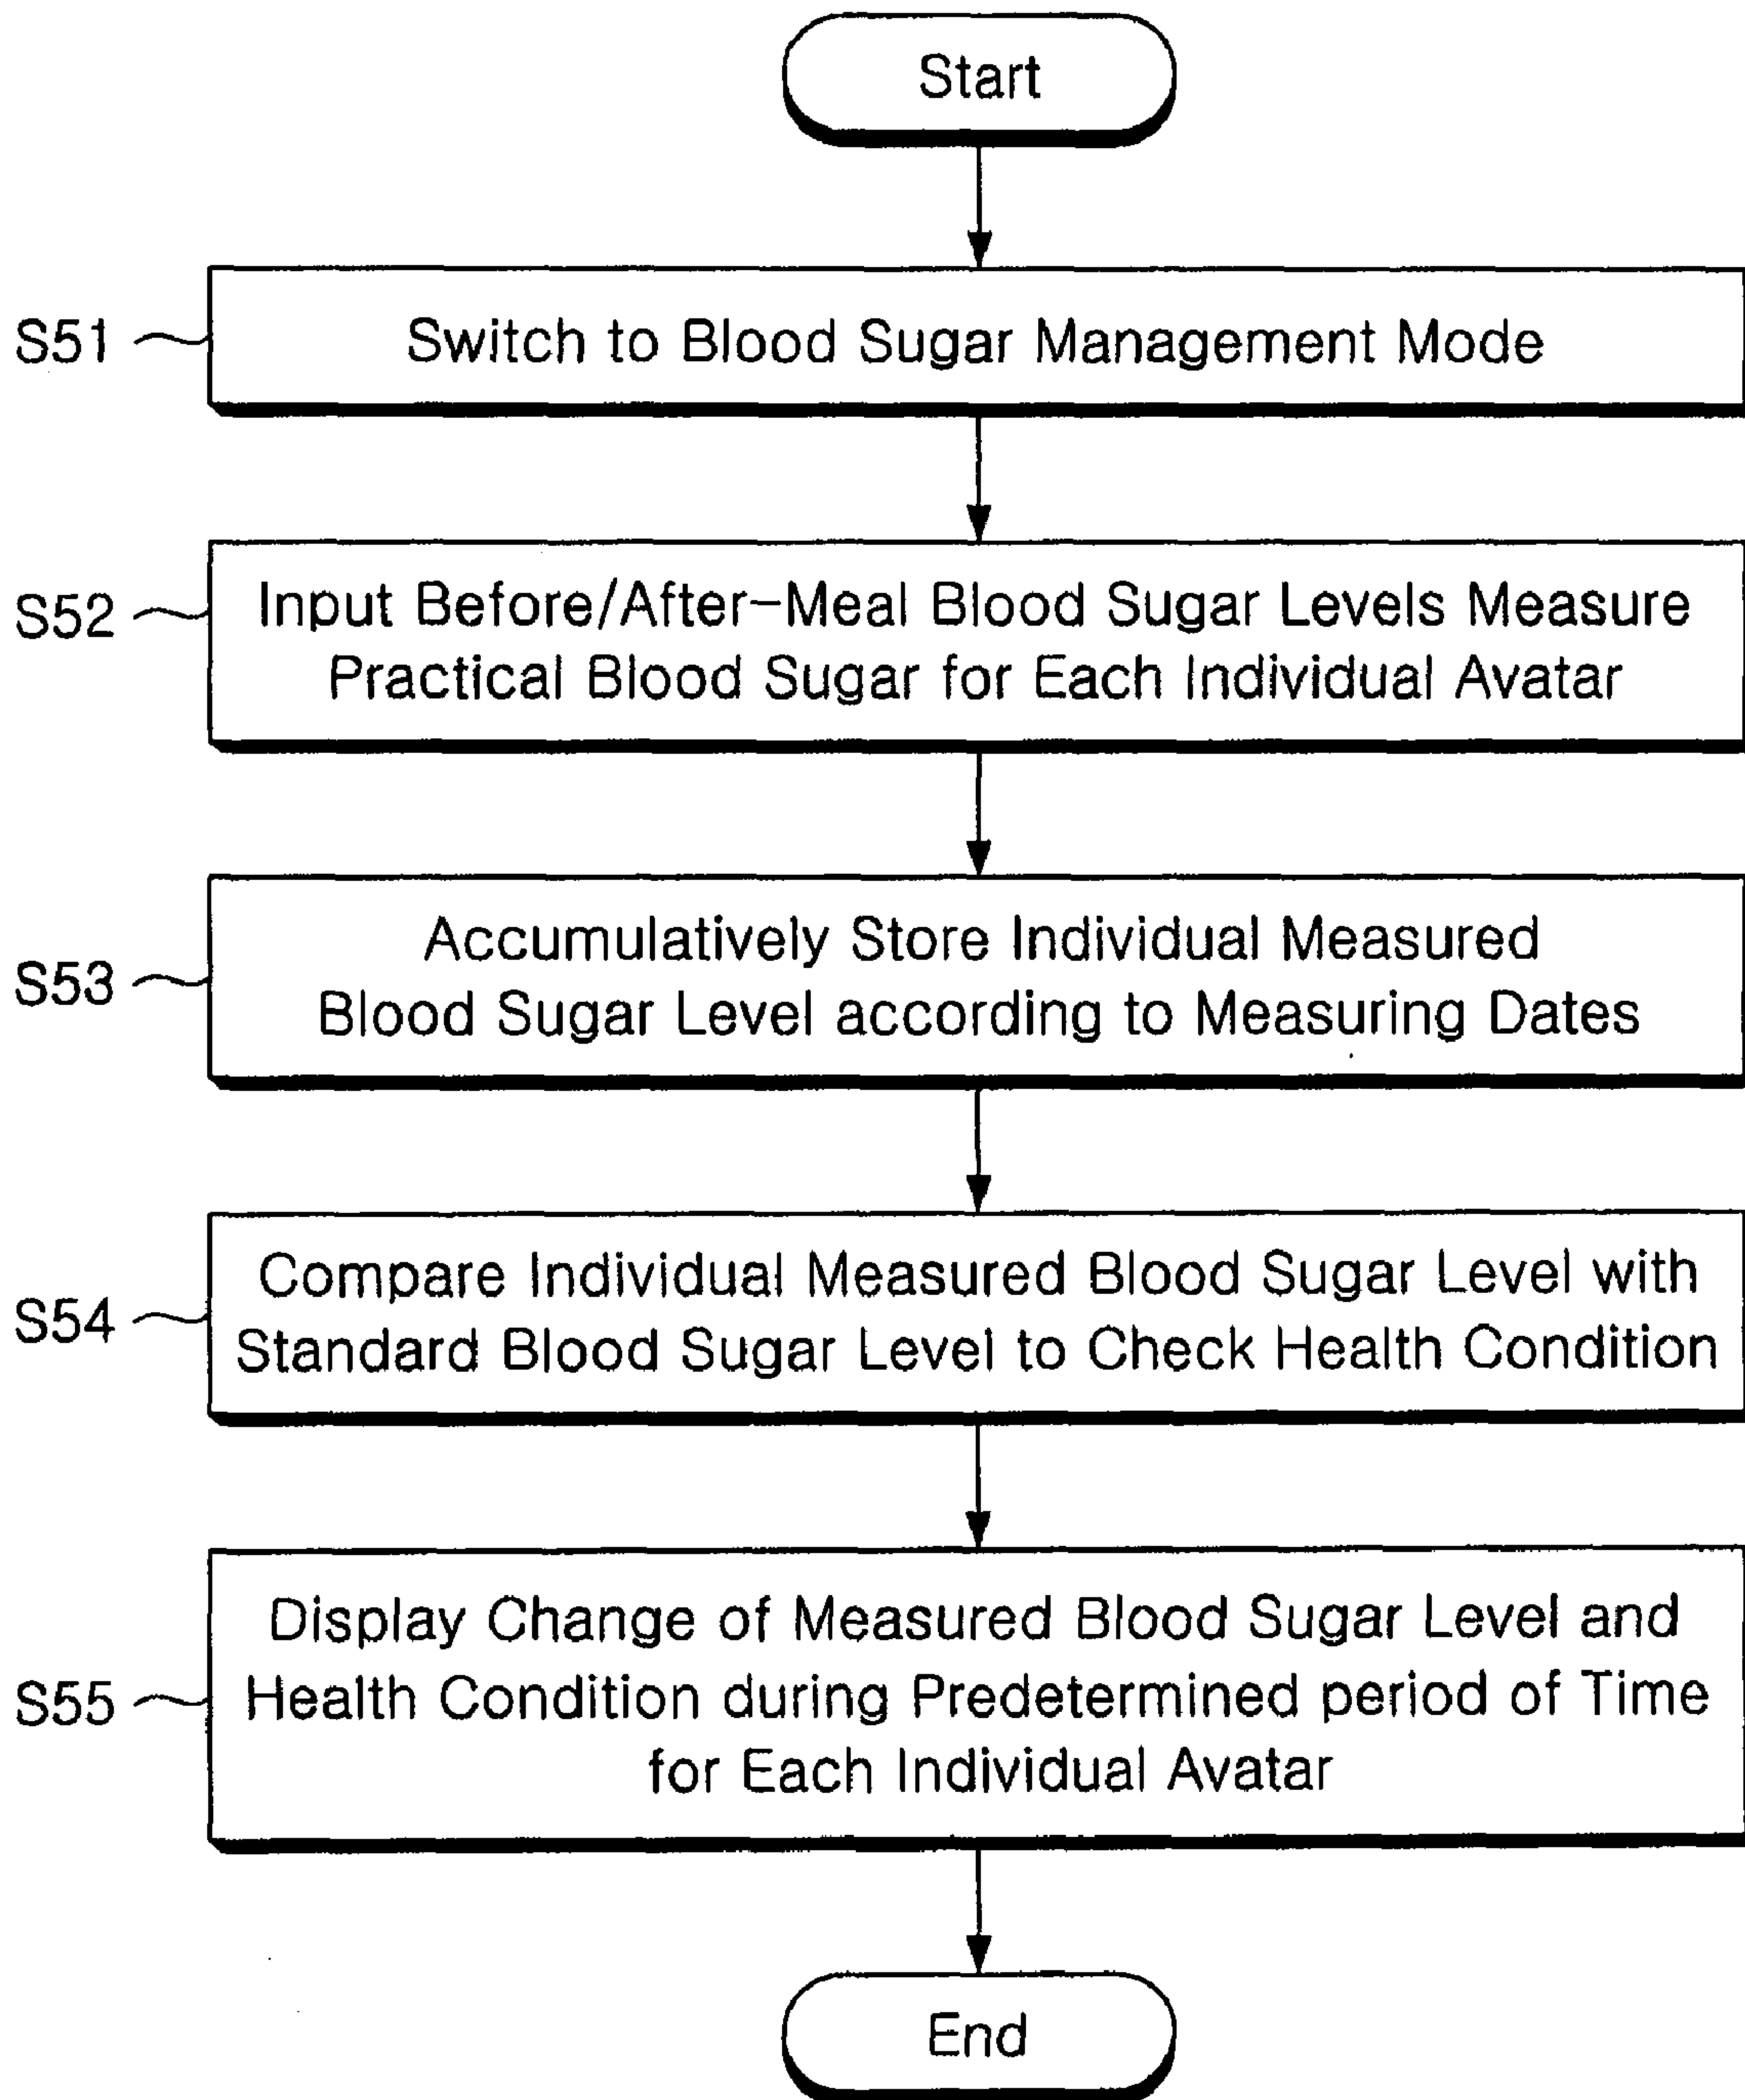 Start
S51
Switch to Blood Sugar Management Mode
S52
Input Before/After-Meal Blood Sugar Levels Measure
Practical Blood Sugar for Each Individual Avatar
S53
Accumulatively Store Individual Measured
Blood Sugar Level according to Measuring Dates
S54
Compare Individual Measured Blood Sugar Level with
Standard Blood Sugar Level to Check Health Condition
S55
Display Change of Measured Blood Sugar Level and
Health Condition during Predetermined period of Time
for Each Individual Avatar
End